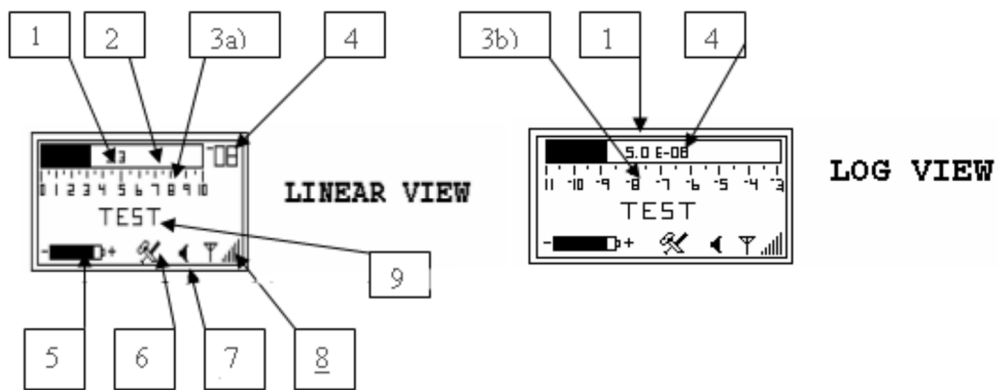 1 2 3a) 4 3b) 1 4
-08
5.0 E-08
0 1 2 3 4 5 6 7 8 9 10
11 -10 -9 -8 -7 -6 -5 -4 -3
LINEAR VIEW
LOG VIEW
TEST
TEST
- +
- +
9
5 6 7 8